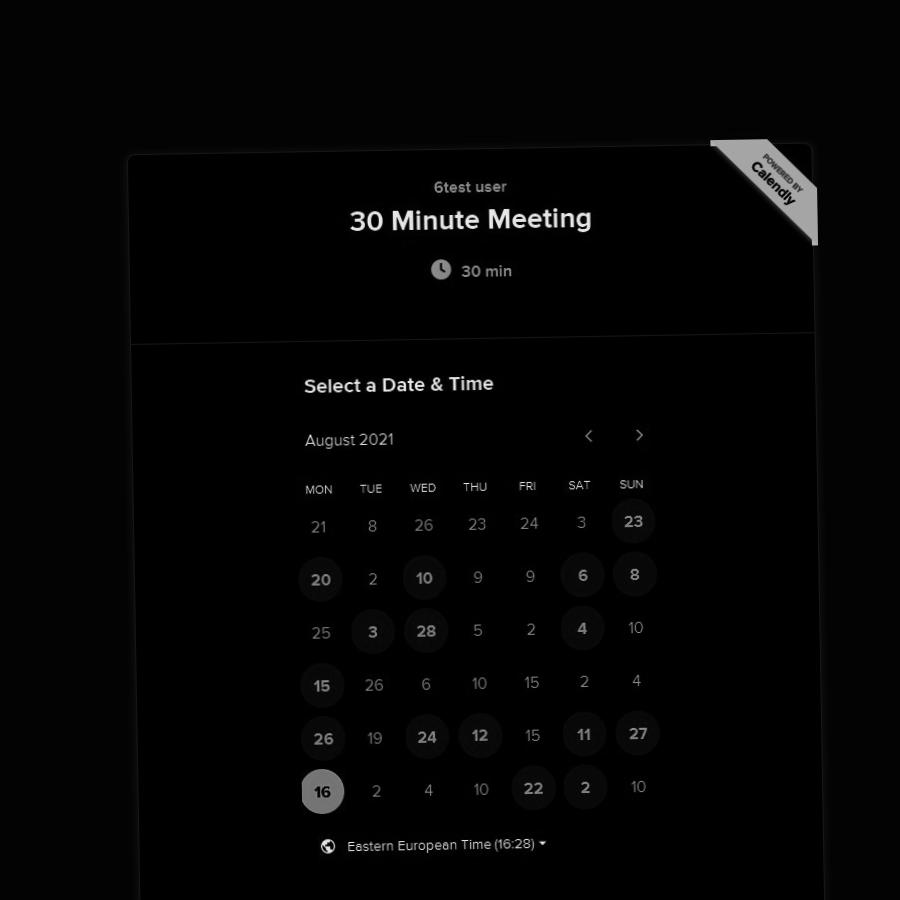 POWERED BY
Calendly
6test user
30 Minute Meeting
30 min
Select a Date & Time
August 2021
MON TUE WED THU FRI SAT SUN
21 8 26 23 24 3 23
20 2 10 9 9 6 8
25 3 28 5 2 4 10
15 26 6 10 15 2 4
26 19 24 12 15 11 27
16 2 4 10 22 2 10
Eastern European Time (16:28)